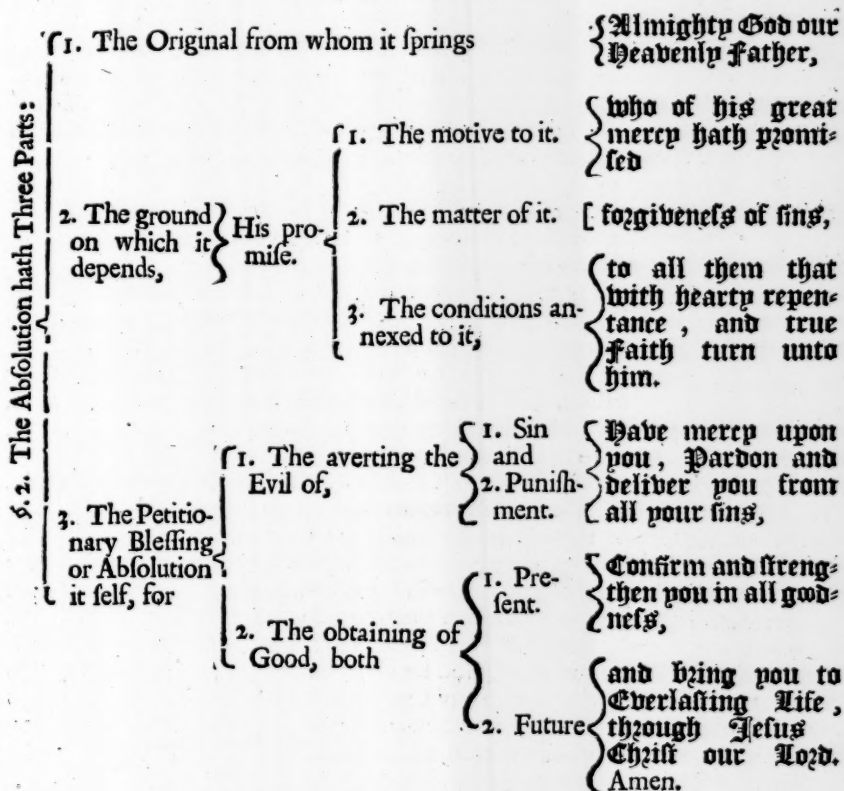 §.2. The Abſolution hath Three Parts:
1. The Original from whom it ſprings
Almighty God our
Heavenly Father,
2. The ground
on which it
depends,
His pro-
miſe.
1. The motive to it.
who of his great
mercy hath promi-
ſed
2. The matter of it.
[ forgiveneſs of ſins,
3. The conditions an-
nexed to it,
to all them that
with hearty repen-
tance , and true
Faith turn unto
him.
3. The Petitio-
nary Bleſſing
or Abſolution
it ſelf, for
1. The averting the
Evil of,
1. Sin
and
2. Puniſh-
ment.
Have mercy upon
you , Pardon and
deliver you from
all your ſins,
2. The obtaining of
Good, both
1. Pre-
ſent.
Confirm and ſtreng-
then you in all good-
neſs,
2. Future
and bring you to
Everlaſting Life ,
through Jeſus
Chriſt our Lord.
Amen.